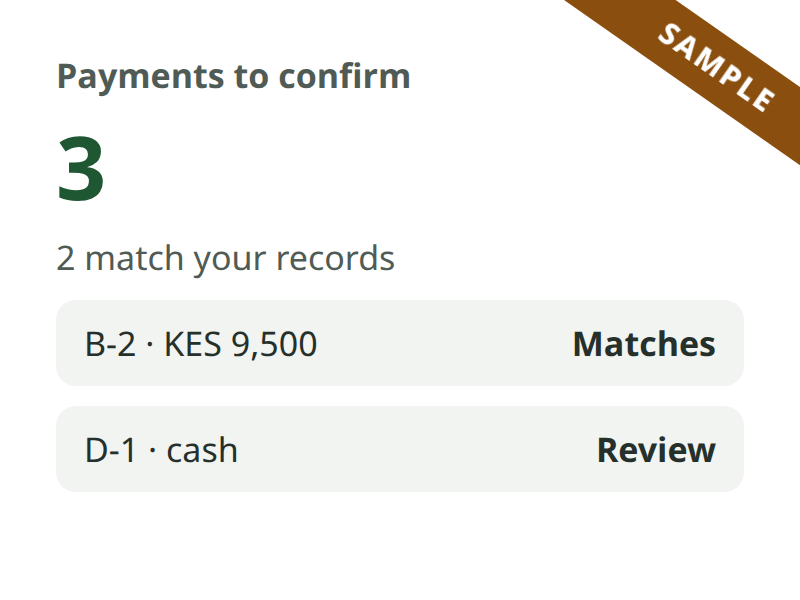 Payments to confirm
SAMPLE
3
2 match your records
B-2 · KES 9,500 Matches
D-1 · cash Review